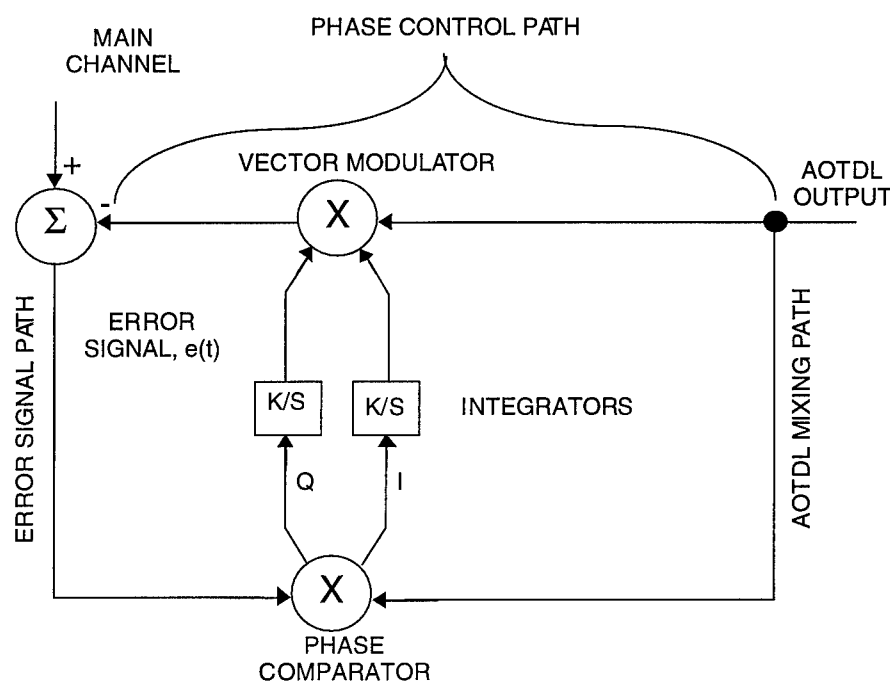 PHASE CONTROL PATH
MAIN
CHANNEL
+
-
VECTOR MODULATOR
AOTDL
OUTPUT
Σ
X
ERROR SIGNAL PATH
ERROR
SIGNAL, e(t)
K/S
K/S
INTEGRATORS
AOTDL MIXING PATH
Q
I
X
PHASE
COMPARATOR